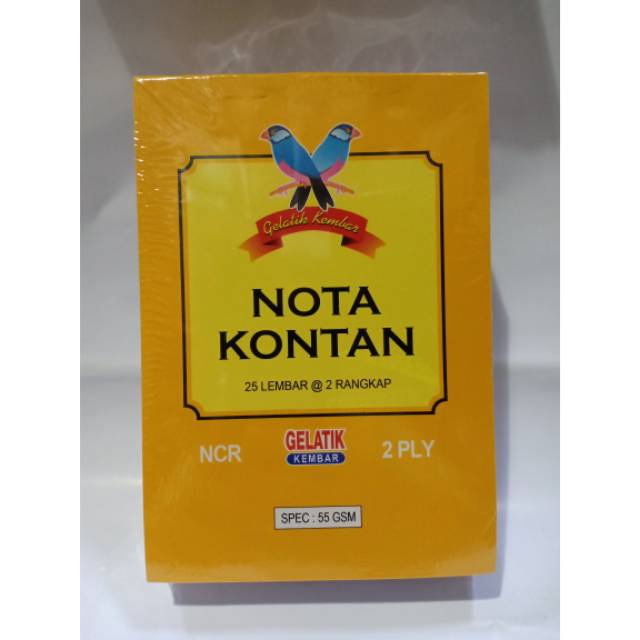 Gelatik Kembar
NOTA
KONTAN
25 LEMBAR @ 2 RANGKAP
NCR
GELATIK
KEMBAR
2 PLY
SPEC : 55 GSM